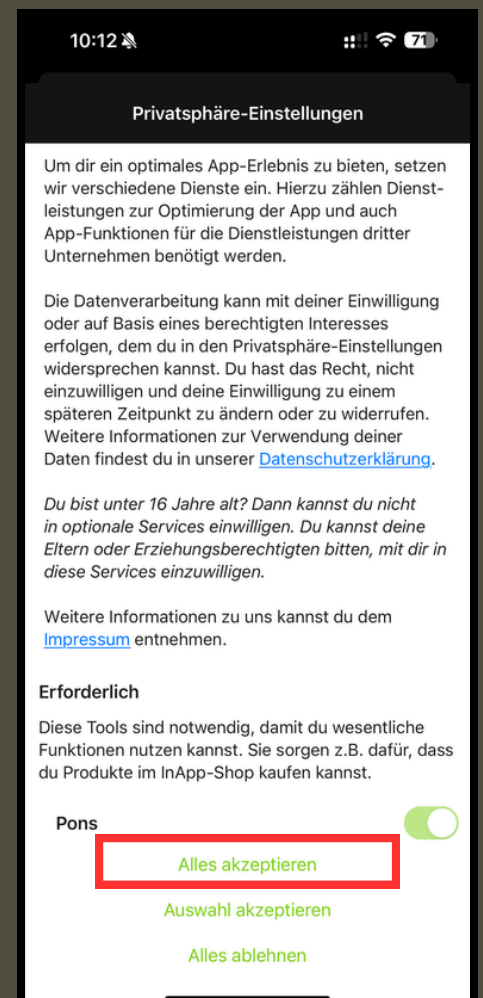 10:12
71
Privatsphäre-Einstellungen
Um dir ein optimales App-Erlebnis zu bieten, setzen
wir verschiedene Dienste ein. Hierzu zählen Dienst-
leistungen zur Optimierung der App und auch
App-Funktionen für die Dienstleistungen dritter
Unternehmen benötigt werden.
Die Datenverarbeitung kann mit deiner Einwilligung
oder auf Basis eines berechtigten Interesses
erfolgen, dem du in den Privatsphäre-Einstellungen
widersprechen kannst. Du hast das Recht, nicht
einzuwilligen und deine Einwilligung zu einem
späteren Zeitpunkt zu ändern oder zu widerrufen.
Weitere Informationen zur Verwendung deiner
Daten findest du in unserer Datenschutzerklärung.
Du bist unter 16 Jahre alt? Dann kannst du nicht
in optionale Services einwilligen. Du kannst deine
Eltern oder Erziehungsberechtigten bitten, mit dir in
diese Services einzuwilligen.
Weitere Informationen zu uns kannst du dem
Impressum entnehmen.
Erforderlich
Diese Tools sind notwendig, damit du wesentliche
Funktionen nutzen kannst. Sie sorgen z.B. dafür, dass
du Produkte im InApp-Shop kaufen kannst.
Pons
Alles akzeptieren
Auswahl akzeptieren
Alles ablehnen